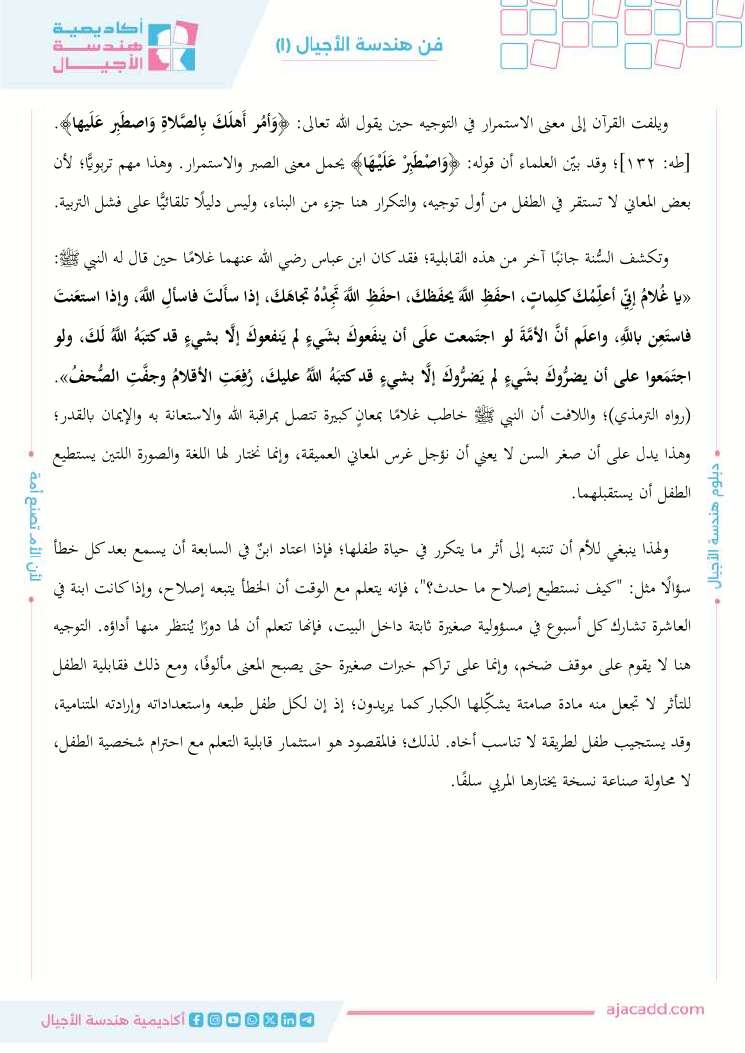 أكاديمية
هندسة
الأجيال
فن هندسة الأجيال (١)
ويلفت القرآن إلى معنى الاستمرار في التوجيه حين يقول الله تعالى: ﴿وَأمُر أَهلَكَ بِالصَّلاةِ وَاصطَبِر عَلَيها﴾.
[طه: ١٣٢]؛ وقد بيّن العلماء أن قوله: ﴿وَاصْطَبِرْ عَلَيْهَا﴾ يحمل معنى الصبر والاستمرار. وهذا مهم تربويًّا؛ لأن
بعض المعاني لا تستقر في الطفل من أول توجيه، والتكرار هنا جزء من البناء، وليس دليلًا تلقائيًّا على فشل التربية.
وتكشف السُّنة جانبًا آخر من هذه القابلية؛ فقد كان ابن عباس رضي الله عنهما غلامًا حين قال له النبي ﷺ:
«يا غُلامُ إنِّي أعلِّمُكَ كلِماتٍ، احفَظِ اللَّهَ يحفَظكَ، احفَظِ اللَّهَ تَجِدْهُ تجاهَكَ، إذا سألتَ فاسألِ اللَّهَ، وإذا استعَنتَ
فاستَعِن باللَّهِ، واعلَم أنَّ الأمَّةَ لو اجتَمعت علَى أن ينفَعوكَ بشَيءٍ لم يَنفعوكَ إلَّا بشيءٍ قد كتبَهُ اللَّهُ لَكَ، ولو
اجتَمَعوا على أن يضرُّوكَ بشَيءٍ لم يَضرُّوكَ إلَّا بشيءٍ قد كتبَهُ اللَّهُ عليكَ، رُفِعَتِ الأقلامُ وجفَّتِ الصُّحفُ».
(رواه الترمذي)؛ واللافت أن النبي ﷺ خاطب غلامًا بمعانٍ كبيرة تتصل بمراقبة الله والاستعانة به والإيمان بالقدر؛
وهذا يدل على أن صغر السن لا يعني أن نؤجل غرس المعاني العميقة، وإنما نختار لها اللغة والصورة اللتين يستطيع
الطفل أن يستقبلهما.
ولهذا ينبغي للأم أن تنتبه إلى أثر ما يتكرر في حياة طفلها؛ فإذا اعتاد ابنٌ في السابعة أن يسمع بعد كل خطأ
سؤالًا مثل: "كيف نستطيع إصلاح ما حدث؟"، فإنه يتعلم مع الوقت أن الخطأ يتبعه إصلاح، وإذا كانت ابنة في
العاشرة تشارك كل أسبوع في مسؤولية صغيرة ثابتة داخل البيت، فإنها تتعلم أن لها دورًا يُنتظر منها أداؤه. التوجيه
هنا لا يقوم على موقف ضخم، وإنما على تراكم خبرات صغيرة حتى يصبح المعنى مألوفًا، ومع ذلك فقابلية الطفل
للتأثر لا تجعل منه مادة صامتة يشكِّلها الكبار كما يريدون؛ إذ إن لكل طفل طبعه واستعداداته وإرادته المتنامية،
وقد يستجيب طفل لطريقة لا تناسب أخاه. لذلك؛ فالمقصود هو استثمار قابلية التعلم مع احترام شخصية الطفل،
لا محاولة صناعة نسخة يختارها المربي سلفًا.
دبلوم هندسة الأجيال
لأن الأم تصنع أمة
أكاديمية هندسة الأجيال
ajacadd.com